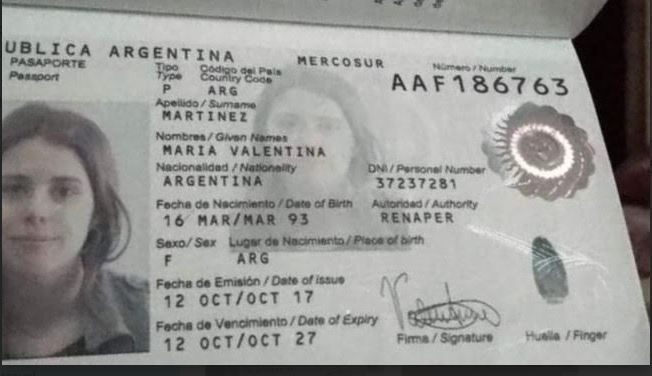 UBLICA ARGENTINA MERCOSUR
PASAPORTE Tipo Código del País Número / Number
Passport Type Country Code AAF186763
P ARG
Apellido / Surname
MARTINEZ
Nombres / Given Names
MARIA VALENTINA
Nacionalidad / Nationality DNI / Personal Number
ARGENTINA 37237281
Fecha de Nacimiento / Date of Birth Autoridad / Authority
16 MAR/MAR 93 RENAPER
Sexo / Sex Lugar de Nacimiento / Place of birth
F ARG
Fecha de Emisión / Date of issue
12 OCT/OCT 17
Fecha de Vencimiento / Date of Expiry
12 OCT/OCT 27 Firma / Signature Huella / Finger